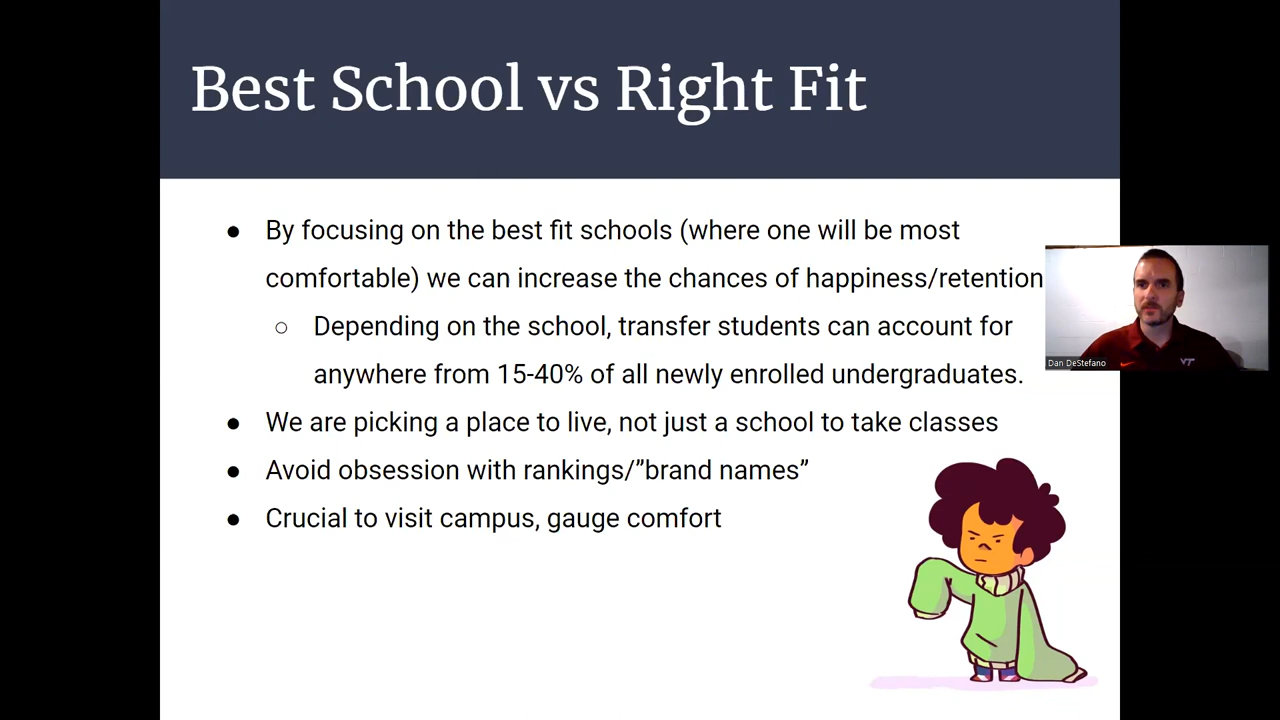 Best School vs Right Fit
● By focusing on the best fit schools (where one will be most
comfortable) we can increase the chances of happiness/retention
○ Depending on the school, transfer students can account for
anywhere from 15-40% of all newly enrolled undergraduates.
● We are picking a place to live, not just a school to take classes
● Avoid obsession with rankings/”brand names”
● Crucial to visit campus, gauge comfort
Dan DeStefano
VT